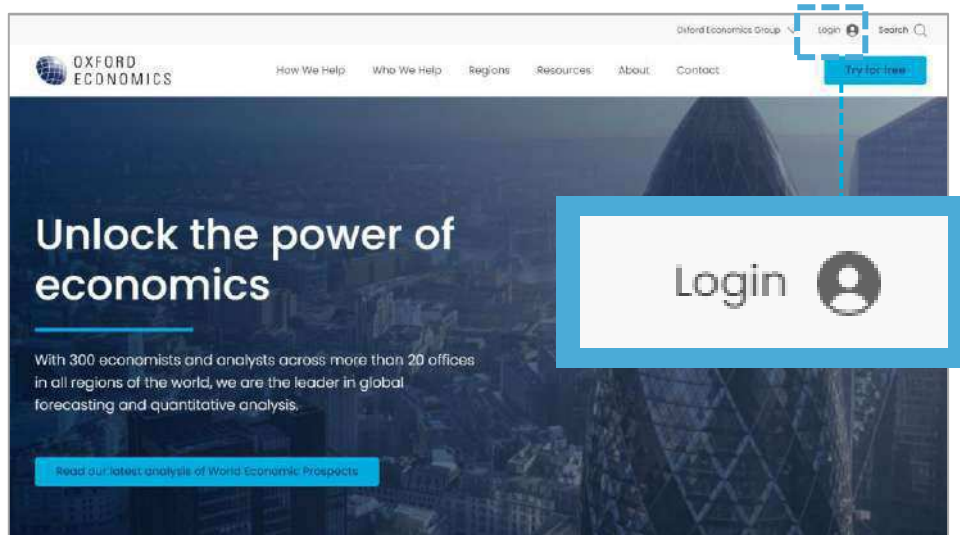 Oxford Economics Group Login Search
OXFORD
ECONOMICS
How We Help Who We Help Regions Resources About Contact Try for free
Unlock the power of
economics
Login
With 300 economists and analysts across more than 20 offices
in all regions of the world, we are the leader in global
forecasting and quantitative analysis.
Read our latest analysis of World Economic Prospects